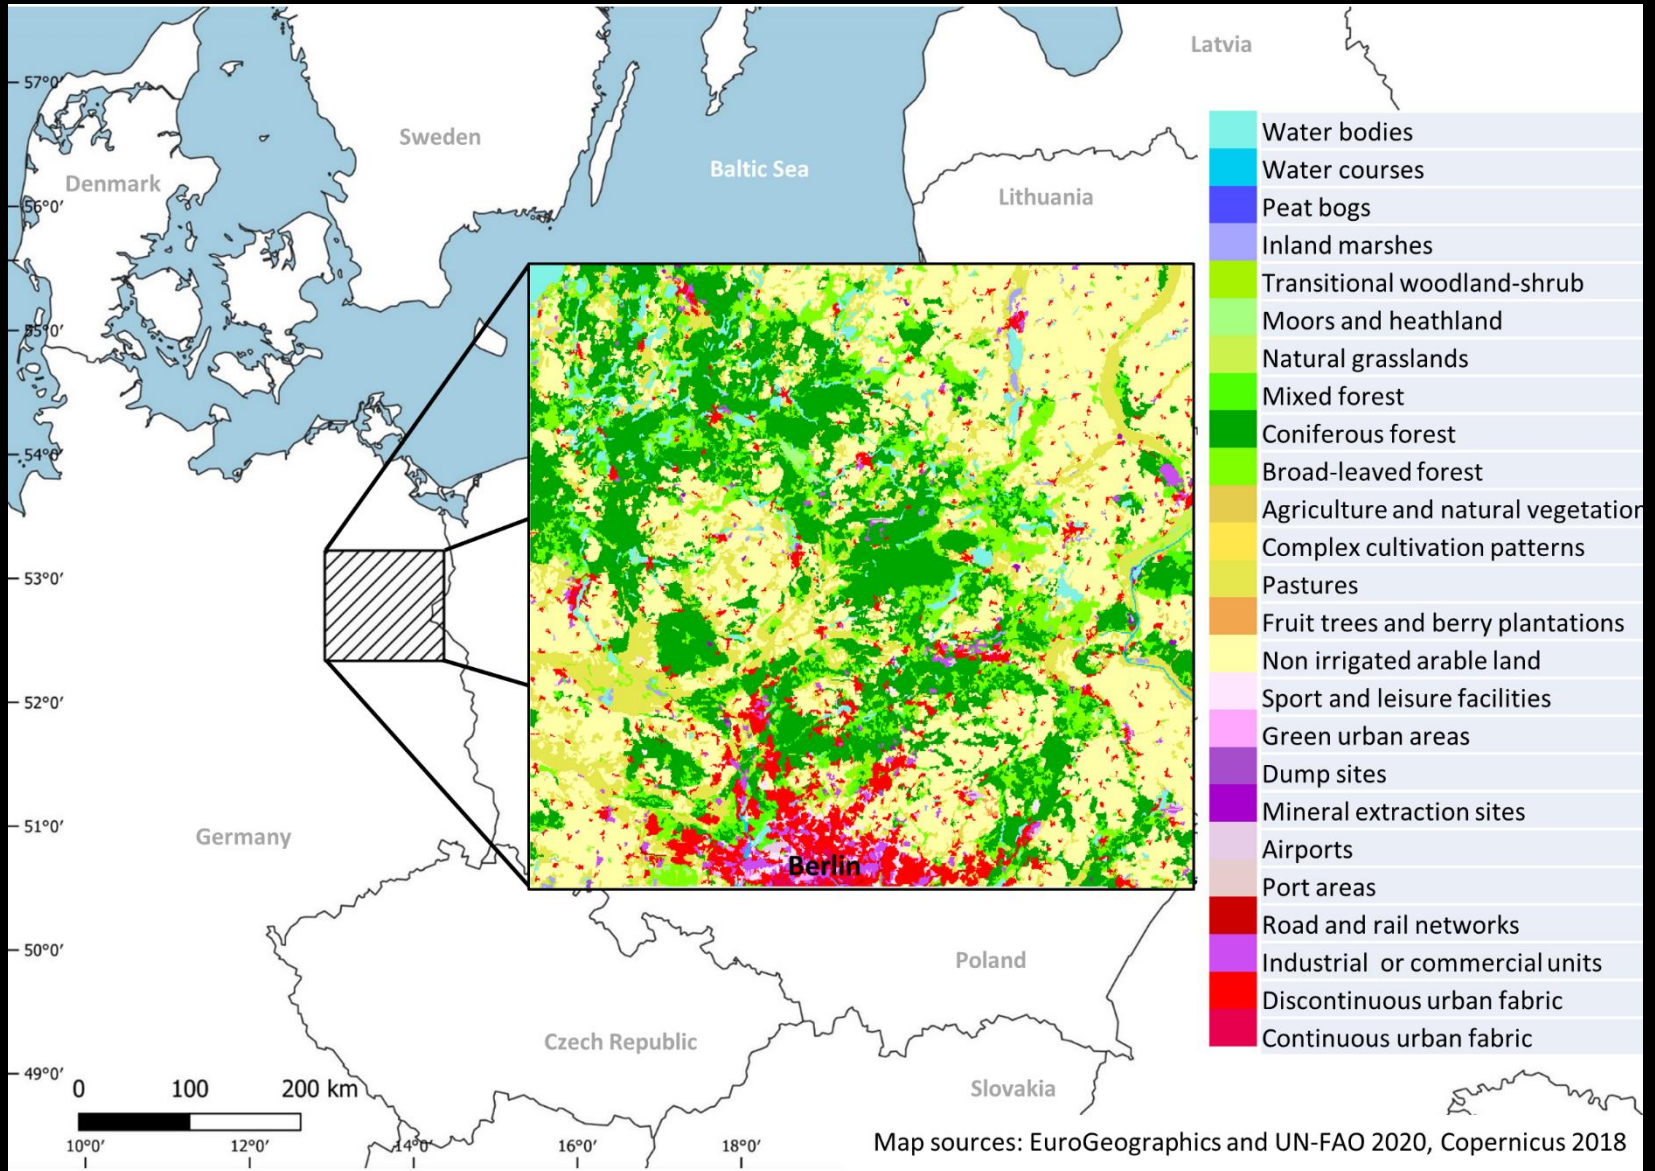 Latvia
57°0′
Sweden
Denmark
Baltic Sea
Lithuania
56°0′
55°0′
54°0′
53°0′
52°0′
51°0′
Germany
Berlin
50°0′
Poland
Czech Republic
Slovakia
49°0′
0 100 200 km
10°0′ 12°0′ 14°0′ 16°0′ 18°0′
Water bodies
Water courses
Peat bogs
Inland marshes
Transitional woodland-shrub
Moors and heathland
Natural grasslands
Mixed forest
Coniferous forest
Broad-leaved forest
Agriculture and natural vegetation
Complex cultivation patterns
Pastures
Fruit trees and berry plantations
Non irrigated arable land
Sport and leisure facilities
Green urban areas
Dump sites
Mineral extraction sites
Airports
Port areas
Road and rail networks
Industrial or commercial units
Discontinuous urban fabric
Continuous urban fabric
Map sources: EuroGeographics and UN-FAO 2020, Copernicus 2018